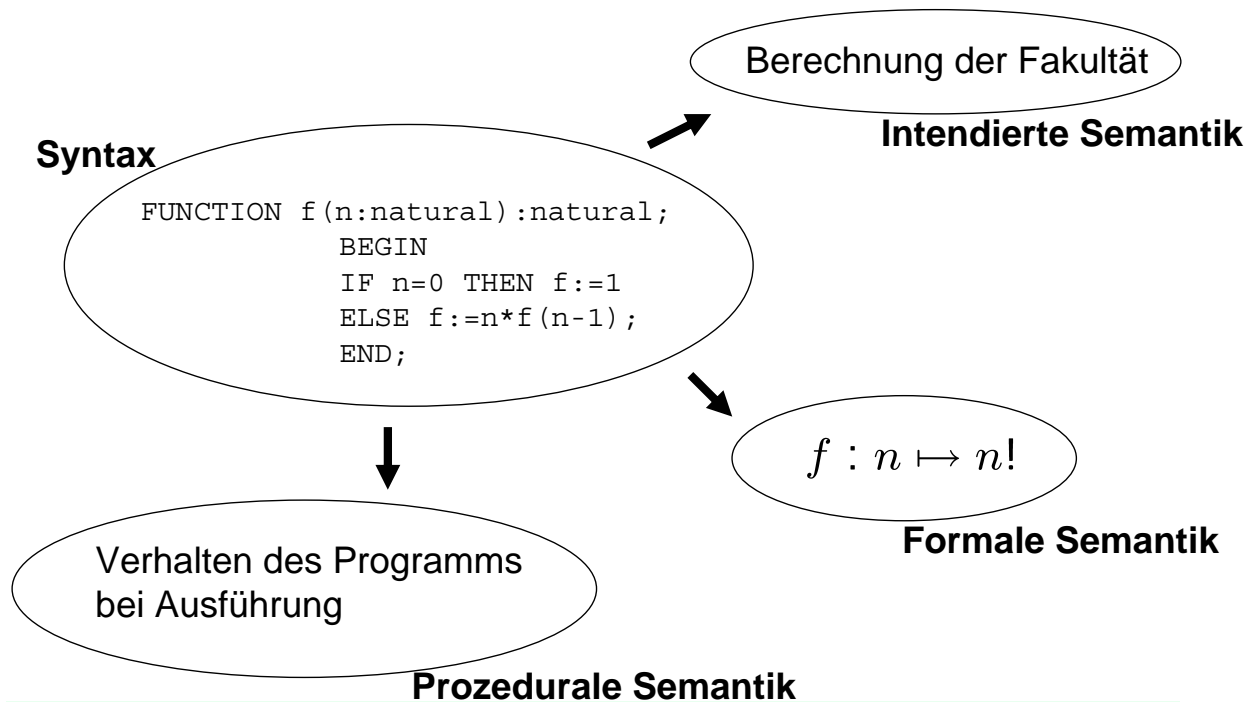 Berechnung der Fakultät
Intendierte Semantik
Syntax
FUNCTION f(n:natural):natural;
BEGIN
IF n=0 THEN f:=1
ELSE f:=n*f(n-1);
END;
f : n ↦ n!
Formale Semantik
Verhalten des Programms
bei Ausführung
Prozedurale Semantik